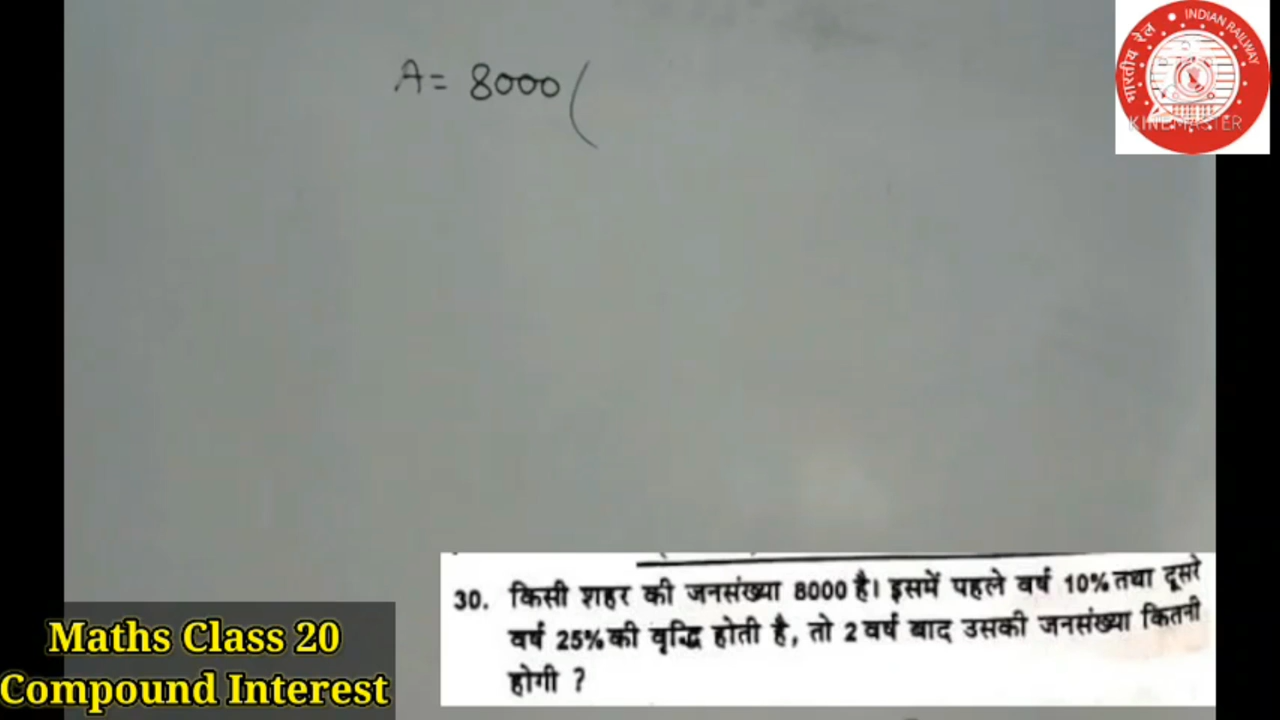 A = 8000 (
भारतीय रेल
INDIAN RAILWAY
KINEMASTER
30. किसी शहर की जनसंख्या 8000 है। इसमें पहले वर्ष 10% तथा दूसरे
वर्ष 25% की वृद्धि होती है, तो 2 वर्ष बाद उसकी जनसंख्या कितनी
होगी ?
Maths Class 20
Compound Interest